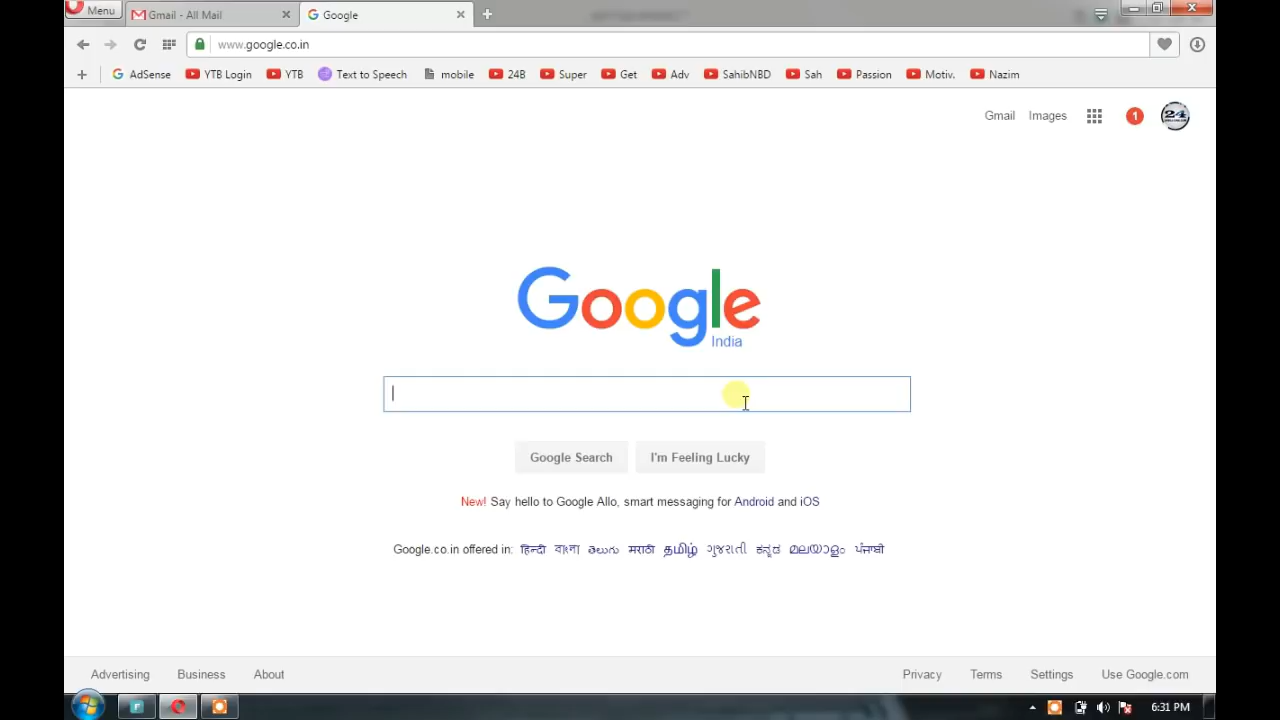 Menu
Gmail - All Mail
Google
www.google.co.in
AdSense YTB Login YTB Text to Speech mobile 24B Super Get Adv SahibNBD Sah Passion Motiv. Nazim
Gmail Images 1 24
Google
India
Google Search I'm Feeling Lucky
New! Say hello to Google Allo, smart messaging for Android and iOS
Google.co.in offered in: हिन्दी বাংলা తెలుగు मराठी தமிழ் ગુજરાતી ಕನ್ನಡ മലയാളം ਪੰਜਾਬੀ
Advertising Business About Privacy Terms Settings Use Google.com
6:31 PM